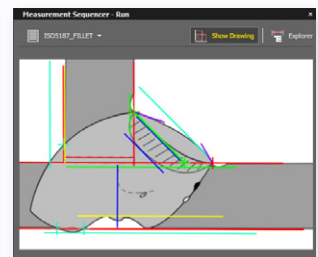 Measurement Sequencer - Run ×
ISO5187_FILLET
Show Drawing
Explorer